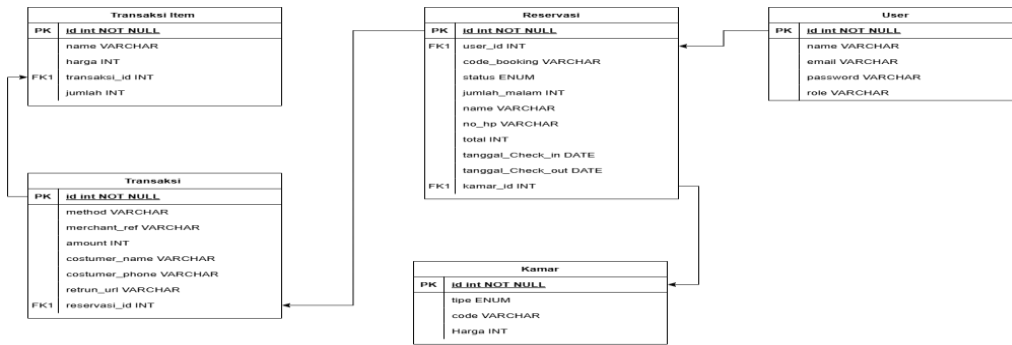 Transaksi Item
PK id int NOT NULL
name VARCHAR
harga INT
FK1 transaksi_id INT
jumlah INT
Reservasi
PK id int NOT NULL
FK1 user_id INT
code_booking VARCHAR
status ENUM
jumlah_malam INT
name VARCHAR
no_hp VARCHAR
total INT
tanggal_Check_in DATE
tanggal_Check_out DATE
FK1 kamar_id INT
User
PK id int NOT NULL
name VARCHAR
email VARCHAR
password VARCHAR
role VARCHAR
Transaksi
PK id int NOT NULL
method VARCHAR
merchant_ref VARCHAR
amount INT
costumer_name VARCHAR
costumer_phone VARCHAR
retrun_url VARCHAR
FK1 reservasi_id INT
Kamar
PK id int NOT NULL
tipe ENUM
code VARCHAR
Harga INT